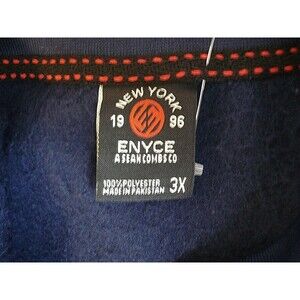 NEW YORK
19 96
ENYCE
A SEAN COMBS CO
100% POLYESTER
MADE IN PAKISTAN 3X